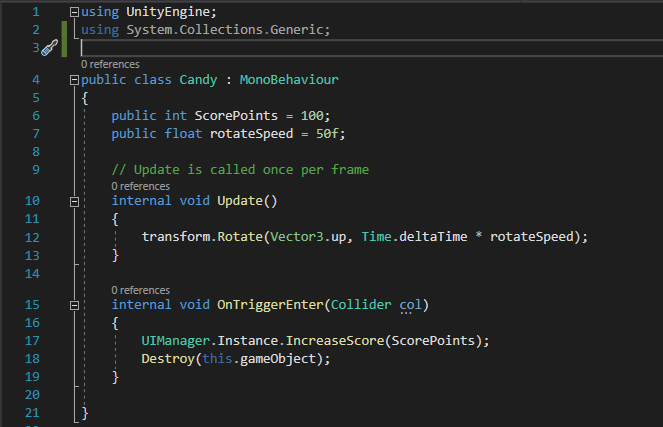 1 using UnityEngine;
2 using System.Collections.Generic;
3
0 references
4 public class Candy : MonoBehaviour
5 {
6 public int ScorePoints = 100;
7 public float rotateSpeed = 50f;
8
9 // Update is called once per frame
0 references
10 internal void Update()
11 {
12 transform.Rotate(Vector3.up, Time.deltaTime * rotateSpeed);
13 }
14
0 references
15 internal void OnTriggerEnter(Collider col)
16 {
17 UIManager.Instance.IncreaseScore(ScorePoints);
18 Destroy(this.gameObject);
19 }
20
21 }